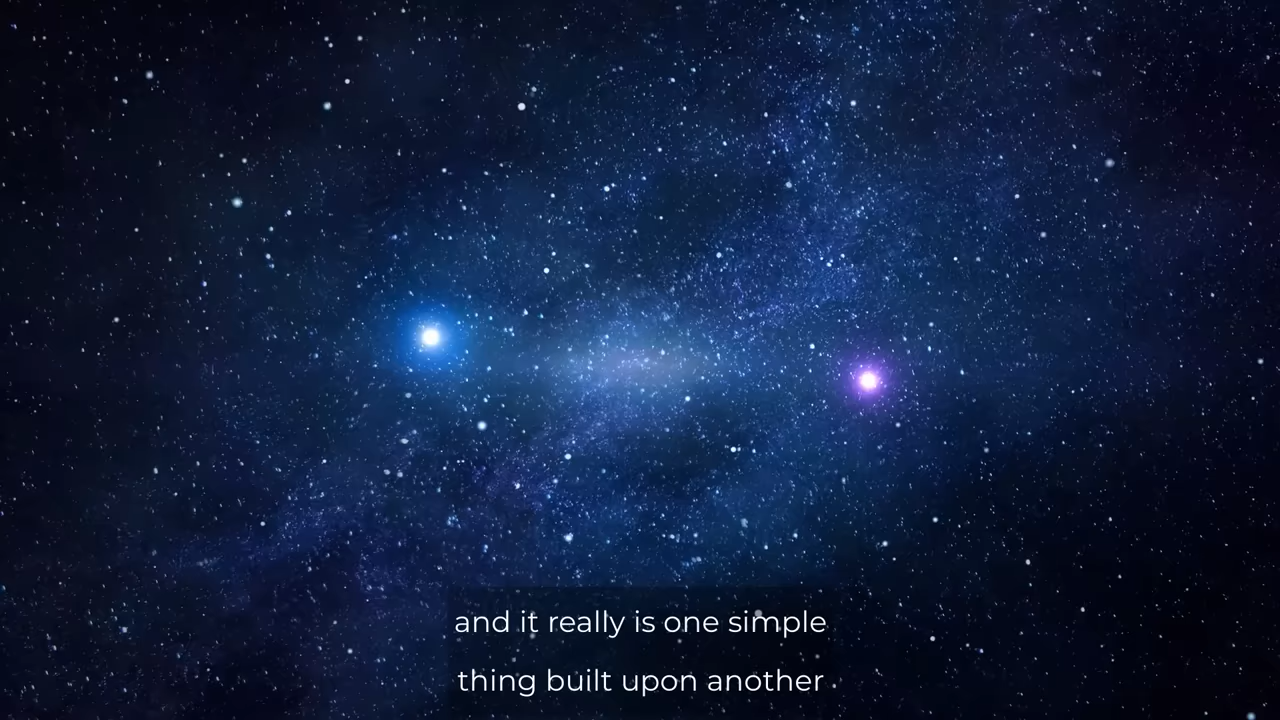 and it really is one simple
thing built upon another